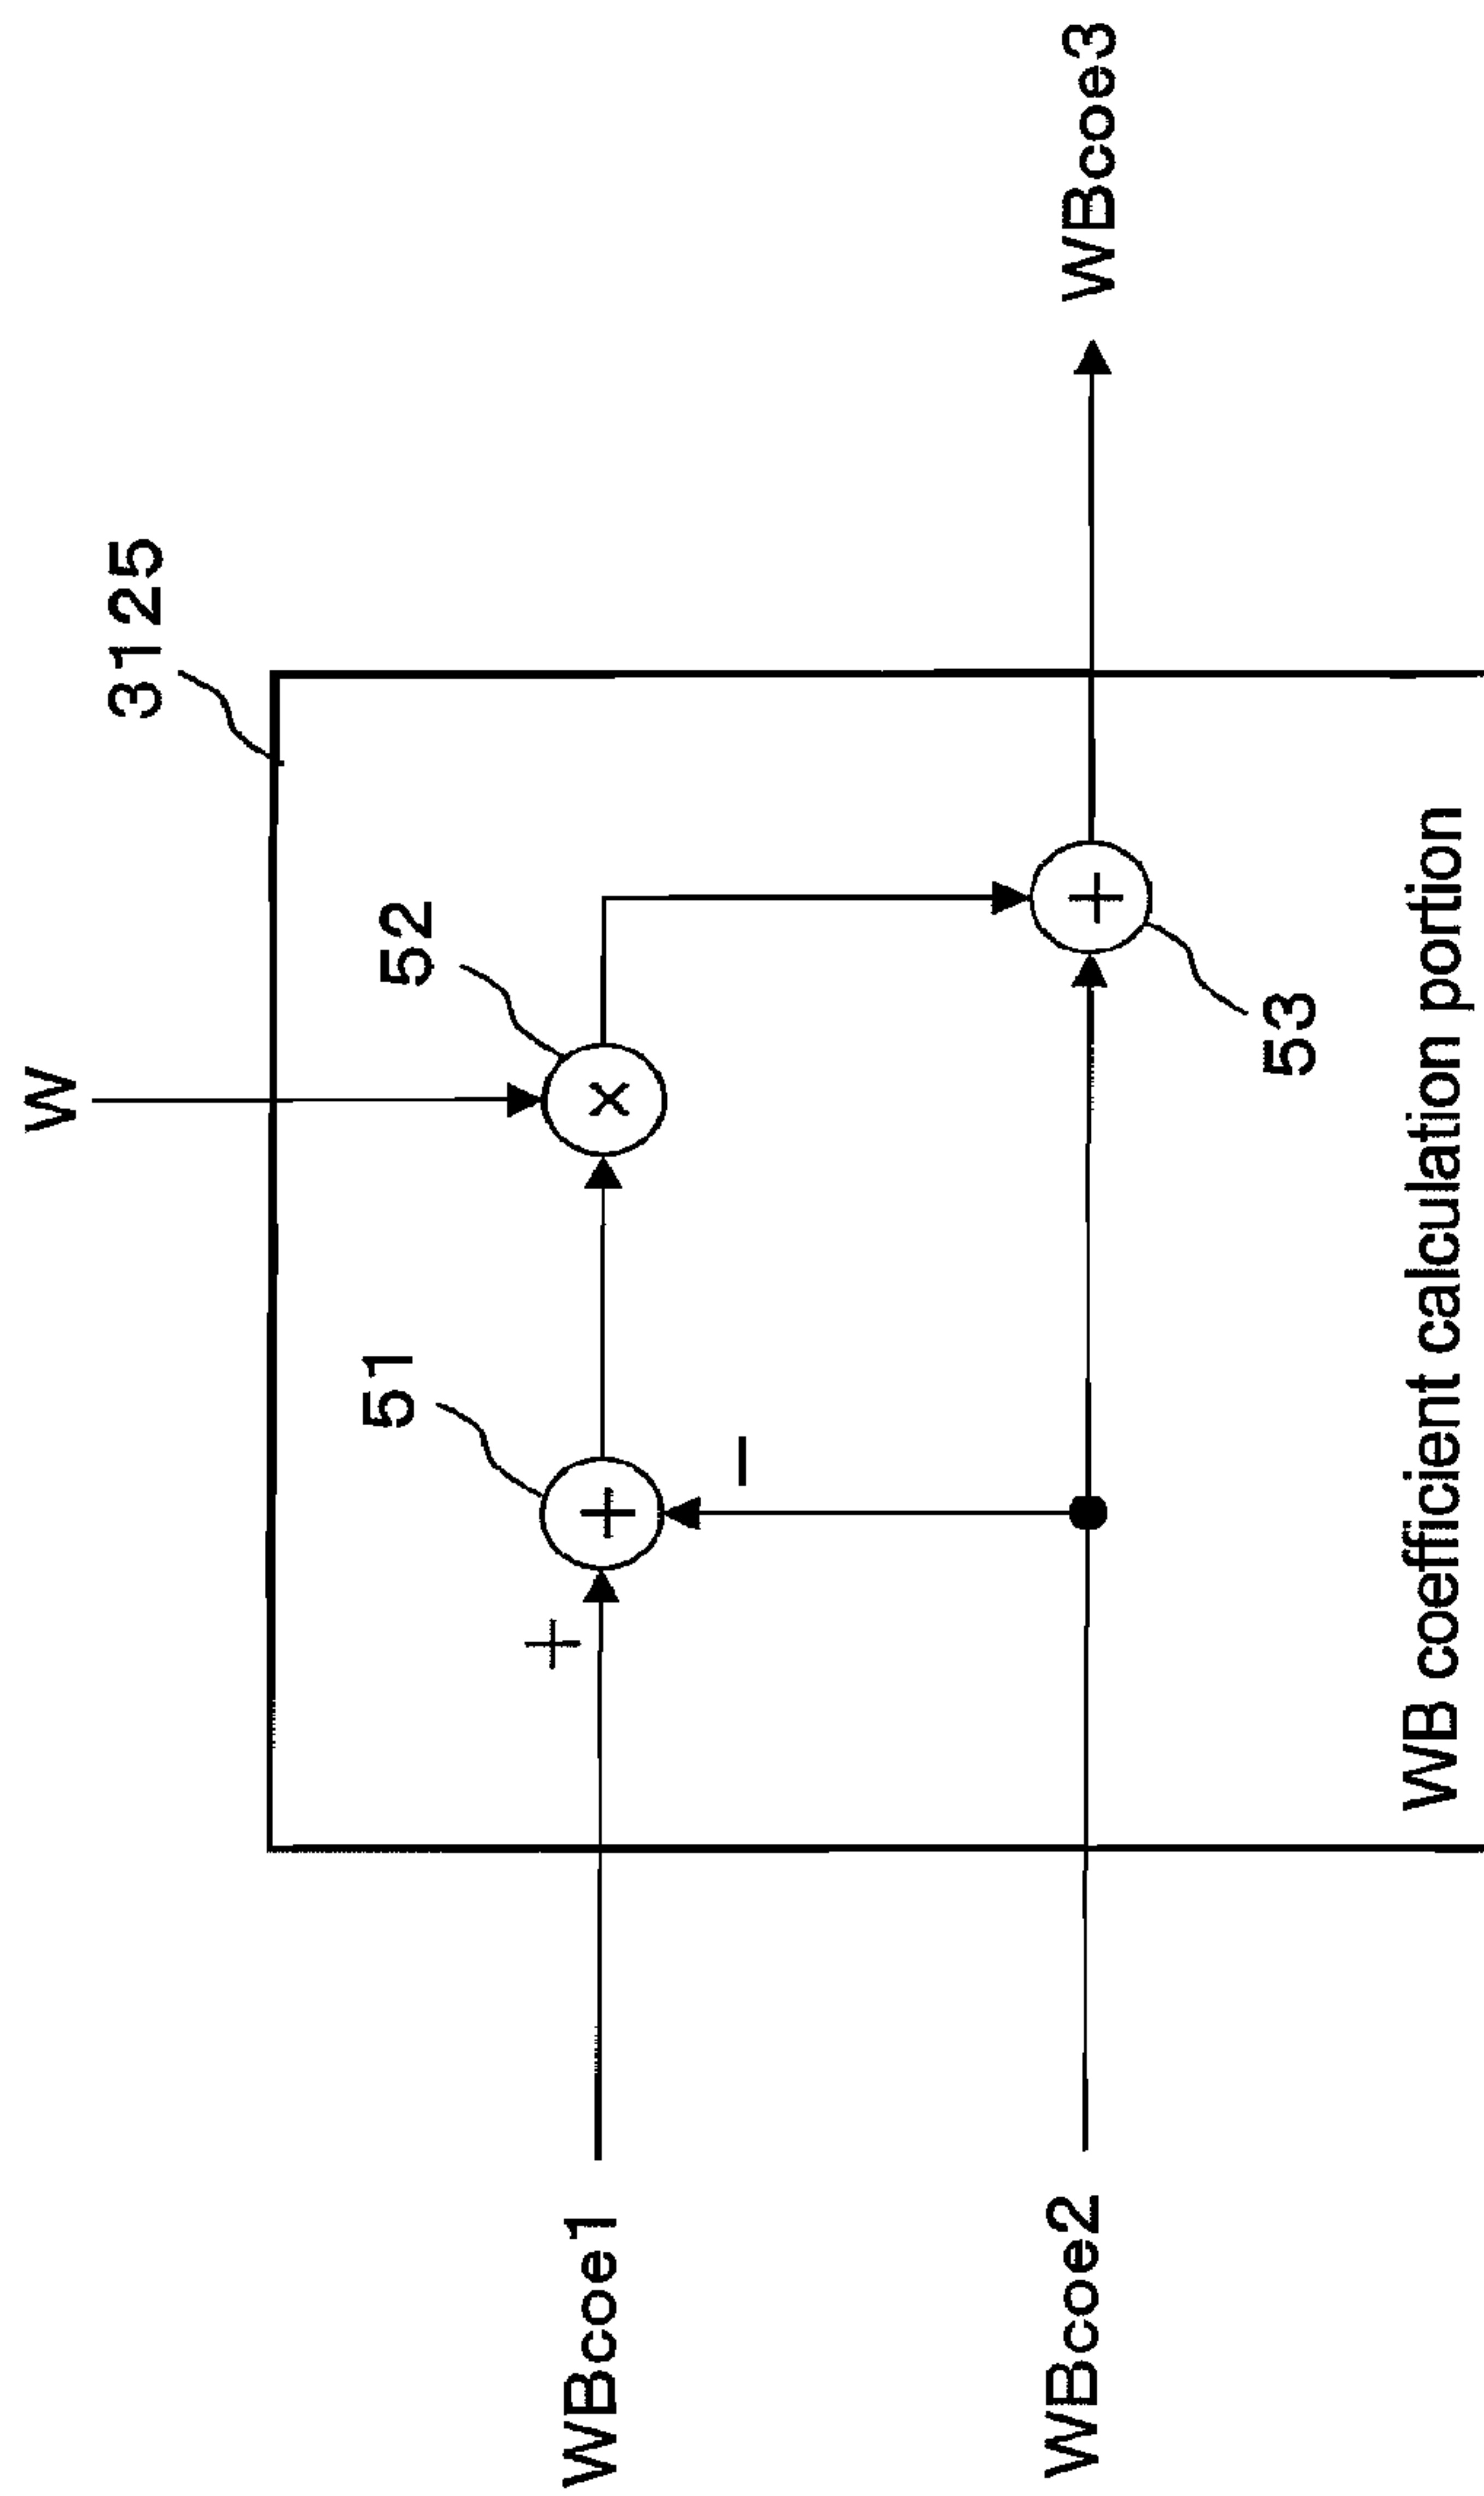 3125
W
51
52
+
+
×
WBcoe1
−
WBcoe2
+
WBcoe3
53
WB coefficient calculation portion